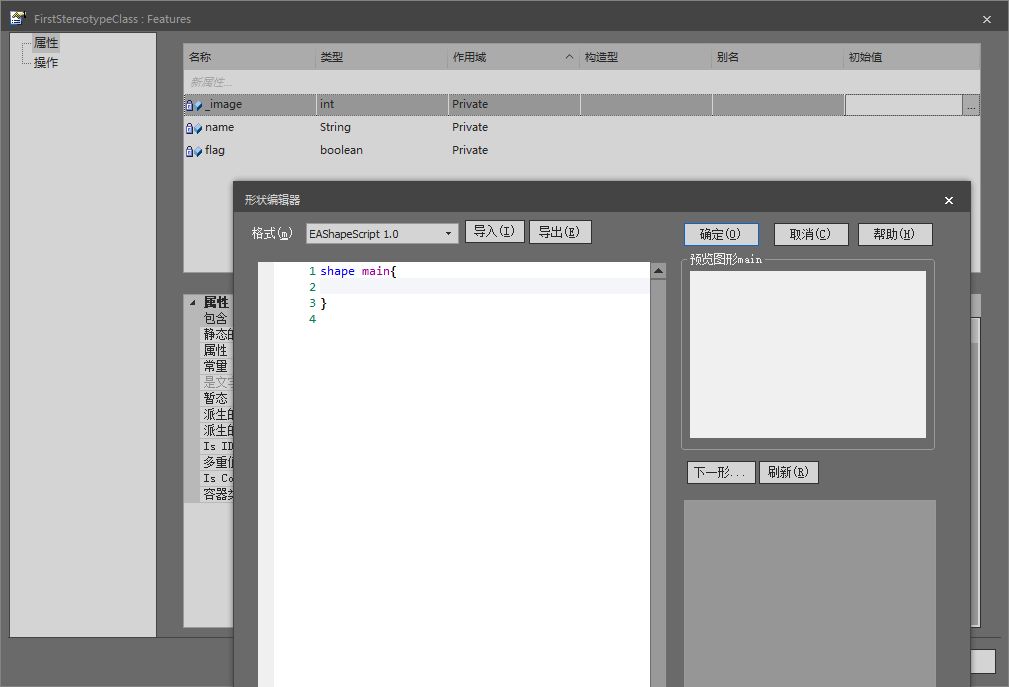 FirstStereotypeClass : Features
属性
操作
名称 类型 作用域 构造型 别名 初始值
新属性...
_image int Private ...
name String Private
flag boolean Private
形状编辑器
格式(m) EAShapeScript 1.0 导入(I) 导出(E) 确定(O) 取消(C) 帮助(H)
预览图形main
1 shape main{
2
3 }
4
下一形... 刷新(R)
属性
包含
静态的
属性
常量
是文字
暂态
派生的
派生的
Is ID
多重值
Is Co
容器类